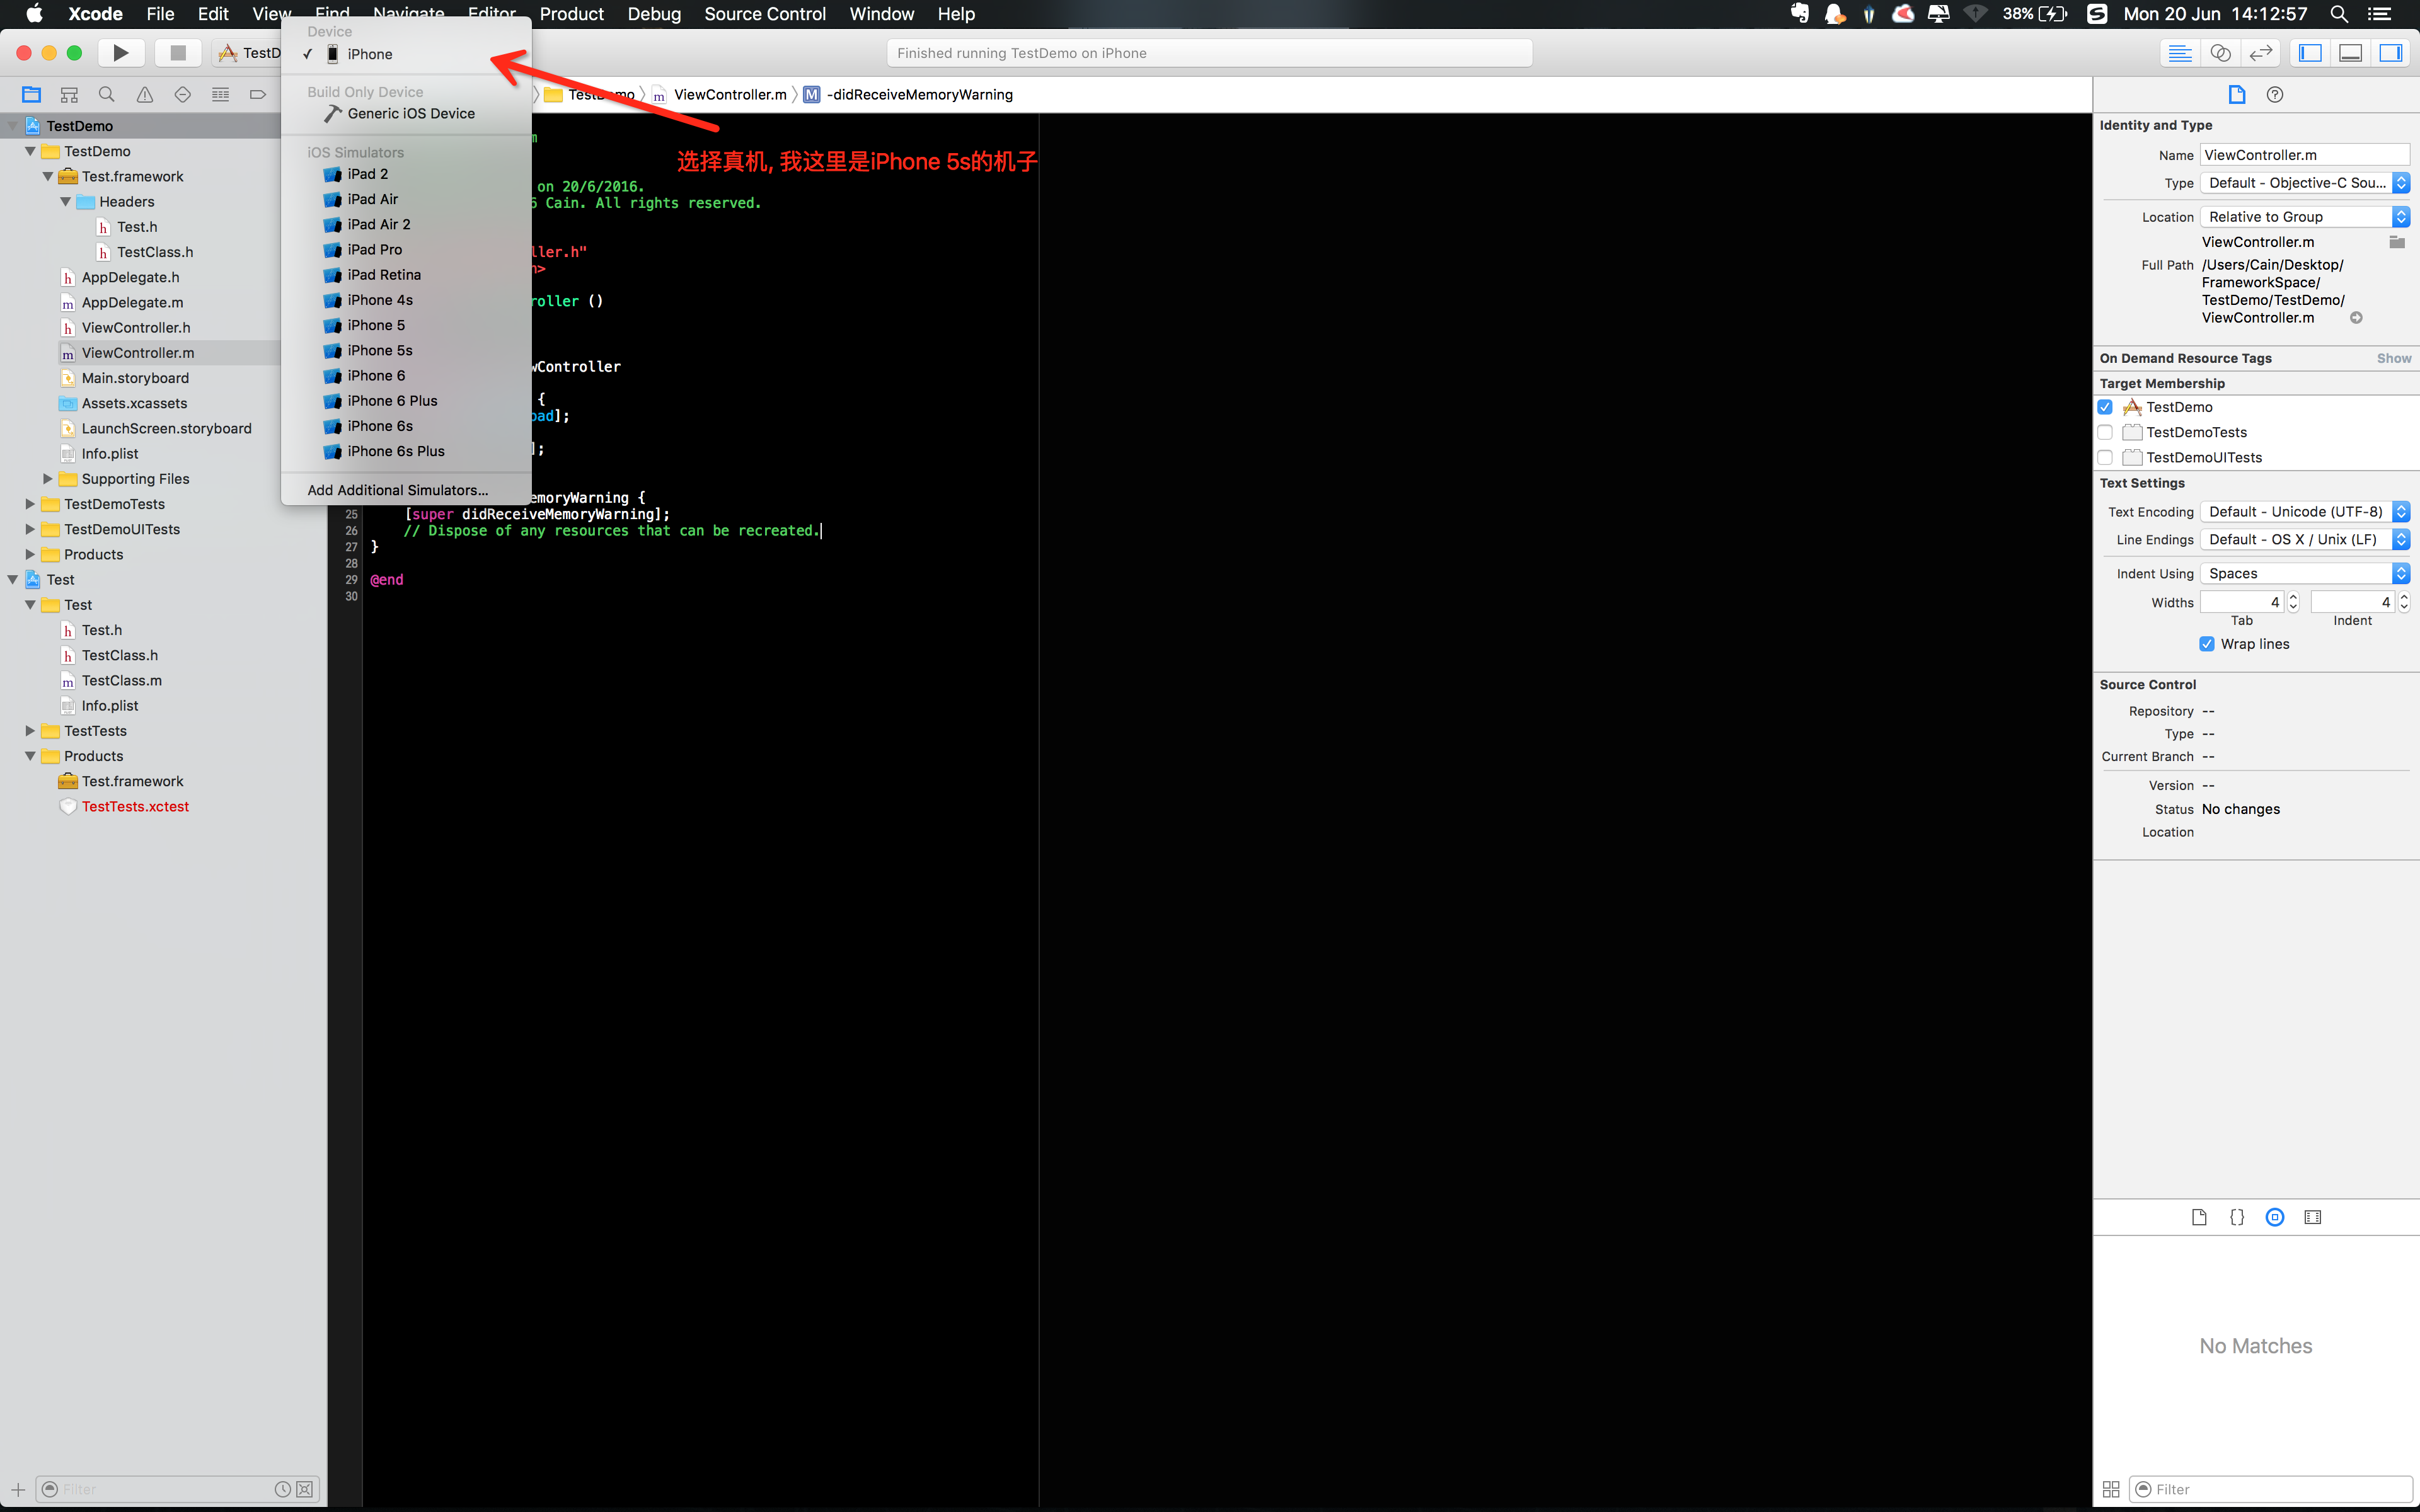 Xcode File Edit View Find Navigate Editor Product Debug Source Control Window Help 38% Mon 20 Jun 14:12:57
TestD
Finished running TestDemo on iPhone
Device
✓ iPhone
Build Only Device
Generic iOS Device
iOS Simulators
iPad 2
iPad Air
iPad Air 2
iPad Pro
iPad Retina
iPhone 4s
iPhone 5
iPhone 5s
iPhone 6
iPhone 6 Plus
iPhone 6s
iPhone 6s Plus
Add Additional Simulators...
TestDemo
TestDemo
Test.framework
Headers
h Test.h
h TestClass.h
h AppDelegate.h
m AppDelegate.m
h ViewController.h
m ViewController.m
Main.storyboard
Assets.xcassets
LaunchScreen.storyboard
Info.plist
Supporting Files
TestDemoTests
TestDemoUITests
Products
Test
Test
h Test.h
h TestClass.h
m TestClass.m
Info.plist
TestTests
Products
Test.framework
TestTests.xctest
Filter
TestDemo m ViewController.m M -didReceiveMemoryWarning
选择真机, 我这里是iPhone 5s的机子
m
on 20/6/2016.
6 Cain. All rights reserved.
ller.h"
h>
roller ()
wController
{
oad];
];
emoryWarning {
25 [super didReceiveMemoryWarning];
26 // Dispose of any resources that can be recreated.
27 }
28
29 @end
30
Identity and Type
Name ViewController.m
Type Default - Objective-C Sou...
Location Relative to Group
ViewController.m
Full Path /Users/Cain/Desktop/
FrameworkSpace/
TestDemo/TestDemo/
ViewController.m
On Demand Resource Tags Show
Target Membership
TestDemo
TestDemoTests
TestDemoUITests
Text Settings
Text Encoding Default - Unicode (UTF-8)
Line Endings Default - OS X / Unix (LF)
Indent Using Spaces
Widths 4 4
Tab Indent
Wrap lines
Source Control
Repository --
Type --
Current Branch --
Version --
Status No changes
Location
{}
No Matches
Filter